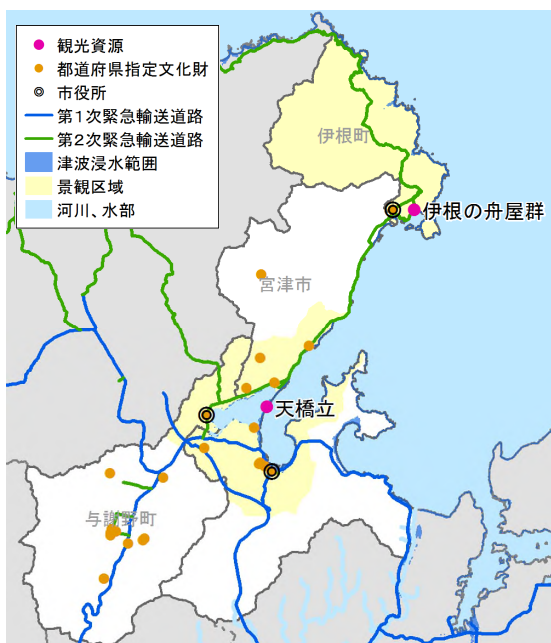 観光資源
都道府県指定文化財
市役所
第1次緊急輸送道路
第2次緊急輸送道路
津波浸水範囲
景観区域
河川、水部
伊根町
伊根の舟屋群
宮津市
天橋立
与謝野町